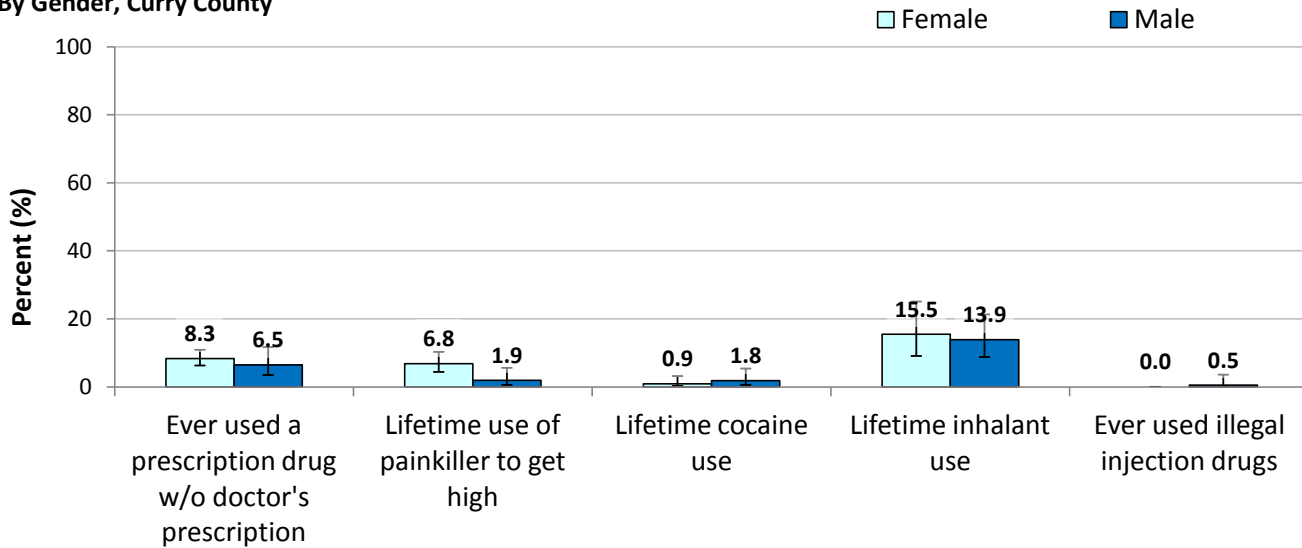 By Gender, Curry County
Female
Male
100
80
60
40
20
0
Percent (%)
8.3
6.5
6.8
1.9
0.9
1.8
15.5
13.9
0.0
0.5
Ever used a
prescription drug
w/o doctor's
prescription
Lifetime use of
painkiller to get
high
Lifetime cocaine
use
Lifetime inhalant
use
Ever used illegal
injection drugs